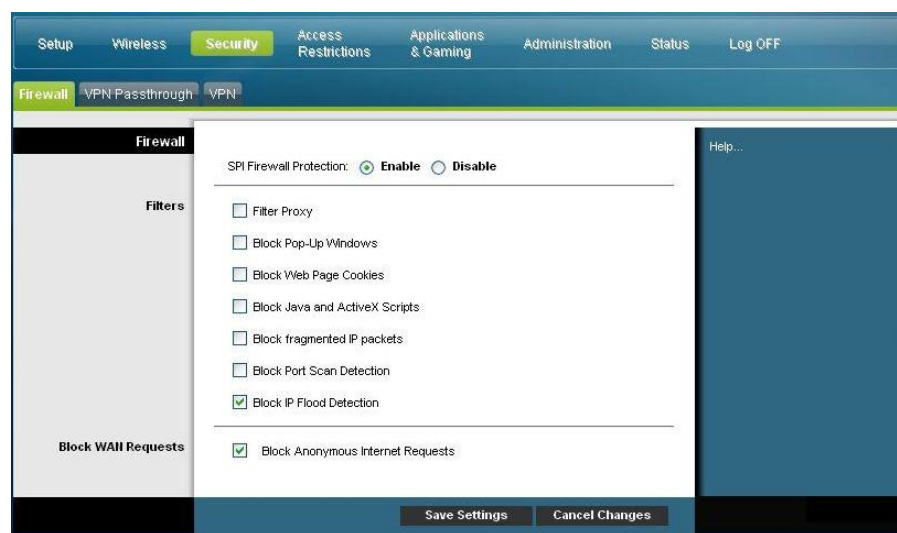 Setup Wireless Security Access Restrictions Applications & Gaming Administration Status Log OFF
Firewall VPN Passthrough VPN
Firewall
Help...
SPI Firewall Protection: Enable Disable
Filters
Filter Proxy
Block Pop-Up Windows
Block Web Page Cookies
Block Java and ActiveX Scripts
Block fragmented IP packets
Block Port Scan Detection
Block IP Flood Detection
Block WAN Requests
Block Anonymous Internet Requests
Save Settings Cancel Changes